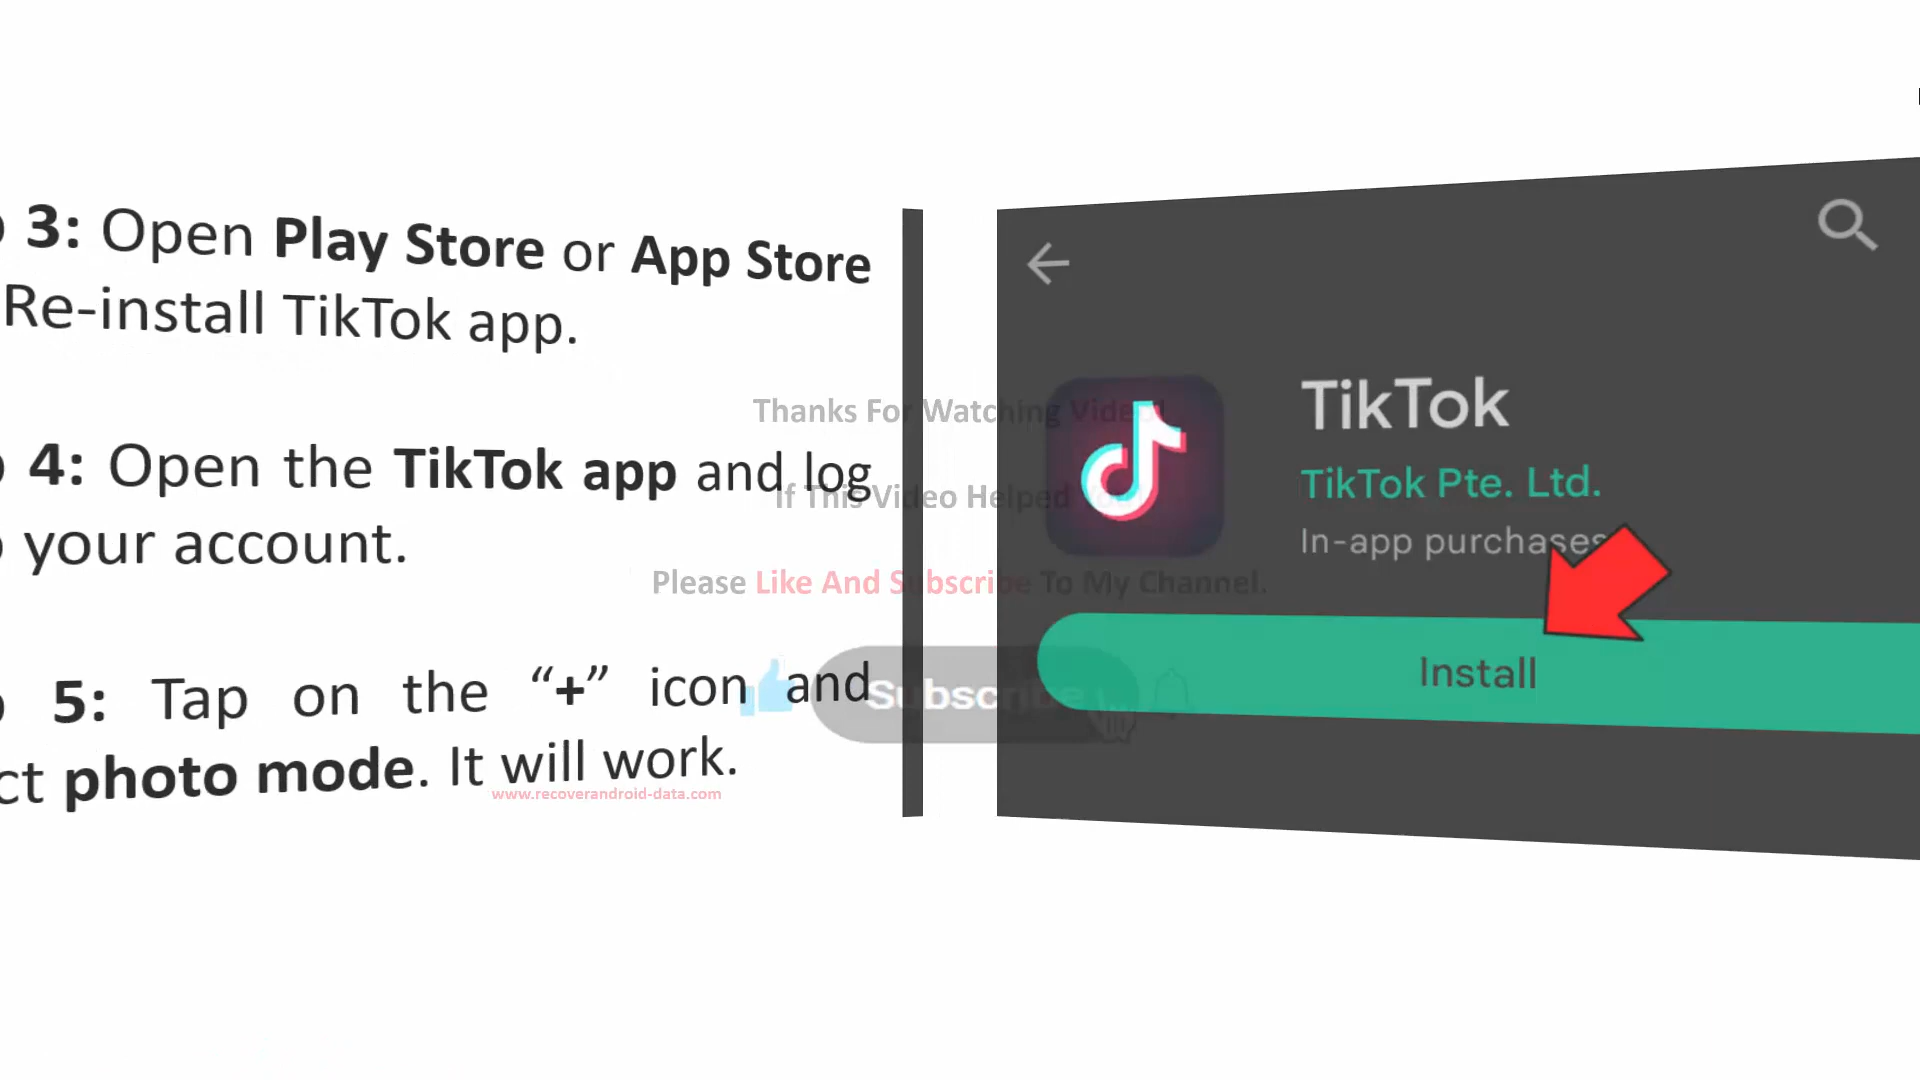 3: Open Play Store or App Store
Re-install TikTok app.
4: Open the TikTok app and log
your account.
5: Tap on the “+” icon and
ct photo mode. It will work.
www.recoverandroid-data.com
Thanks For Watching Video!
If This Video Helped
Please Like And Subscribe To My Channel.
Subscribe
TikTok
TikTok Pte. Ltd.
In-app purchases
Install